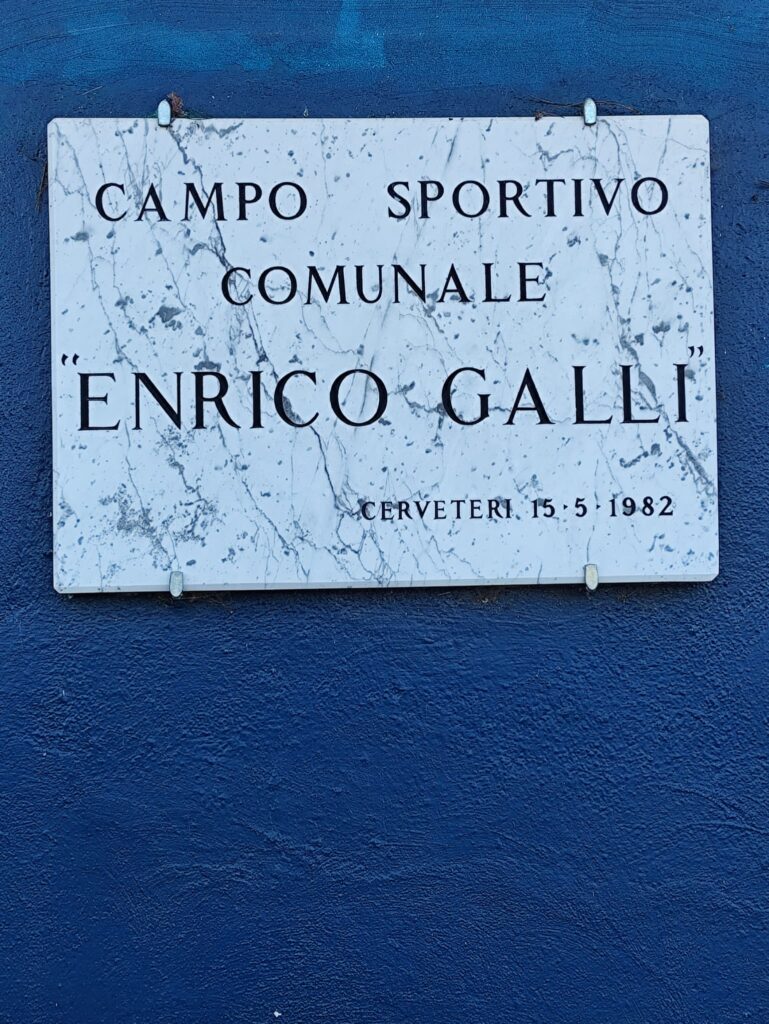 CAMPO SPORTIVO
COMUNALE
"ENRICO GALLI"
CERVETERI 15·5·1982